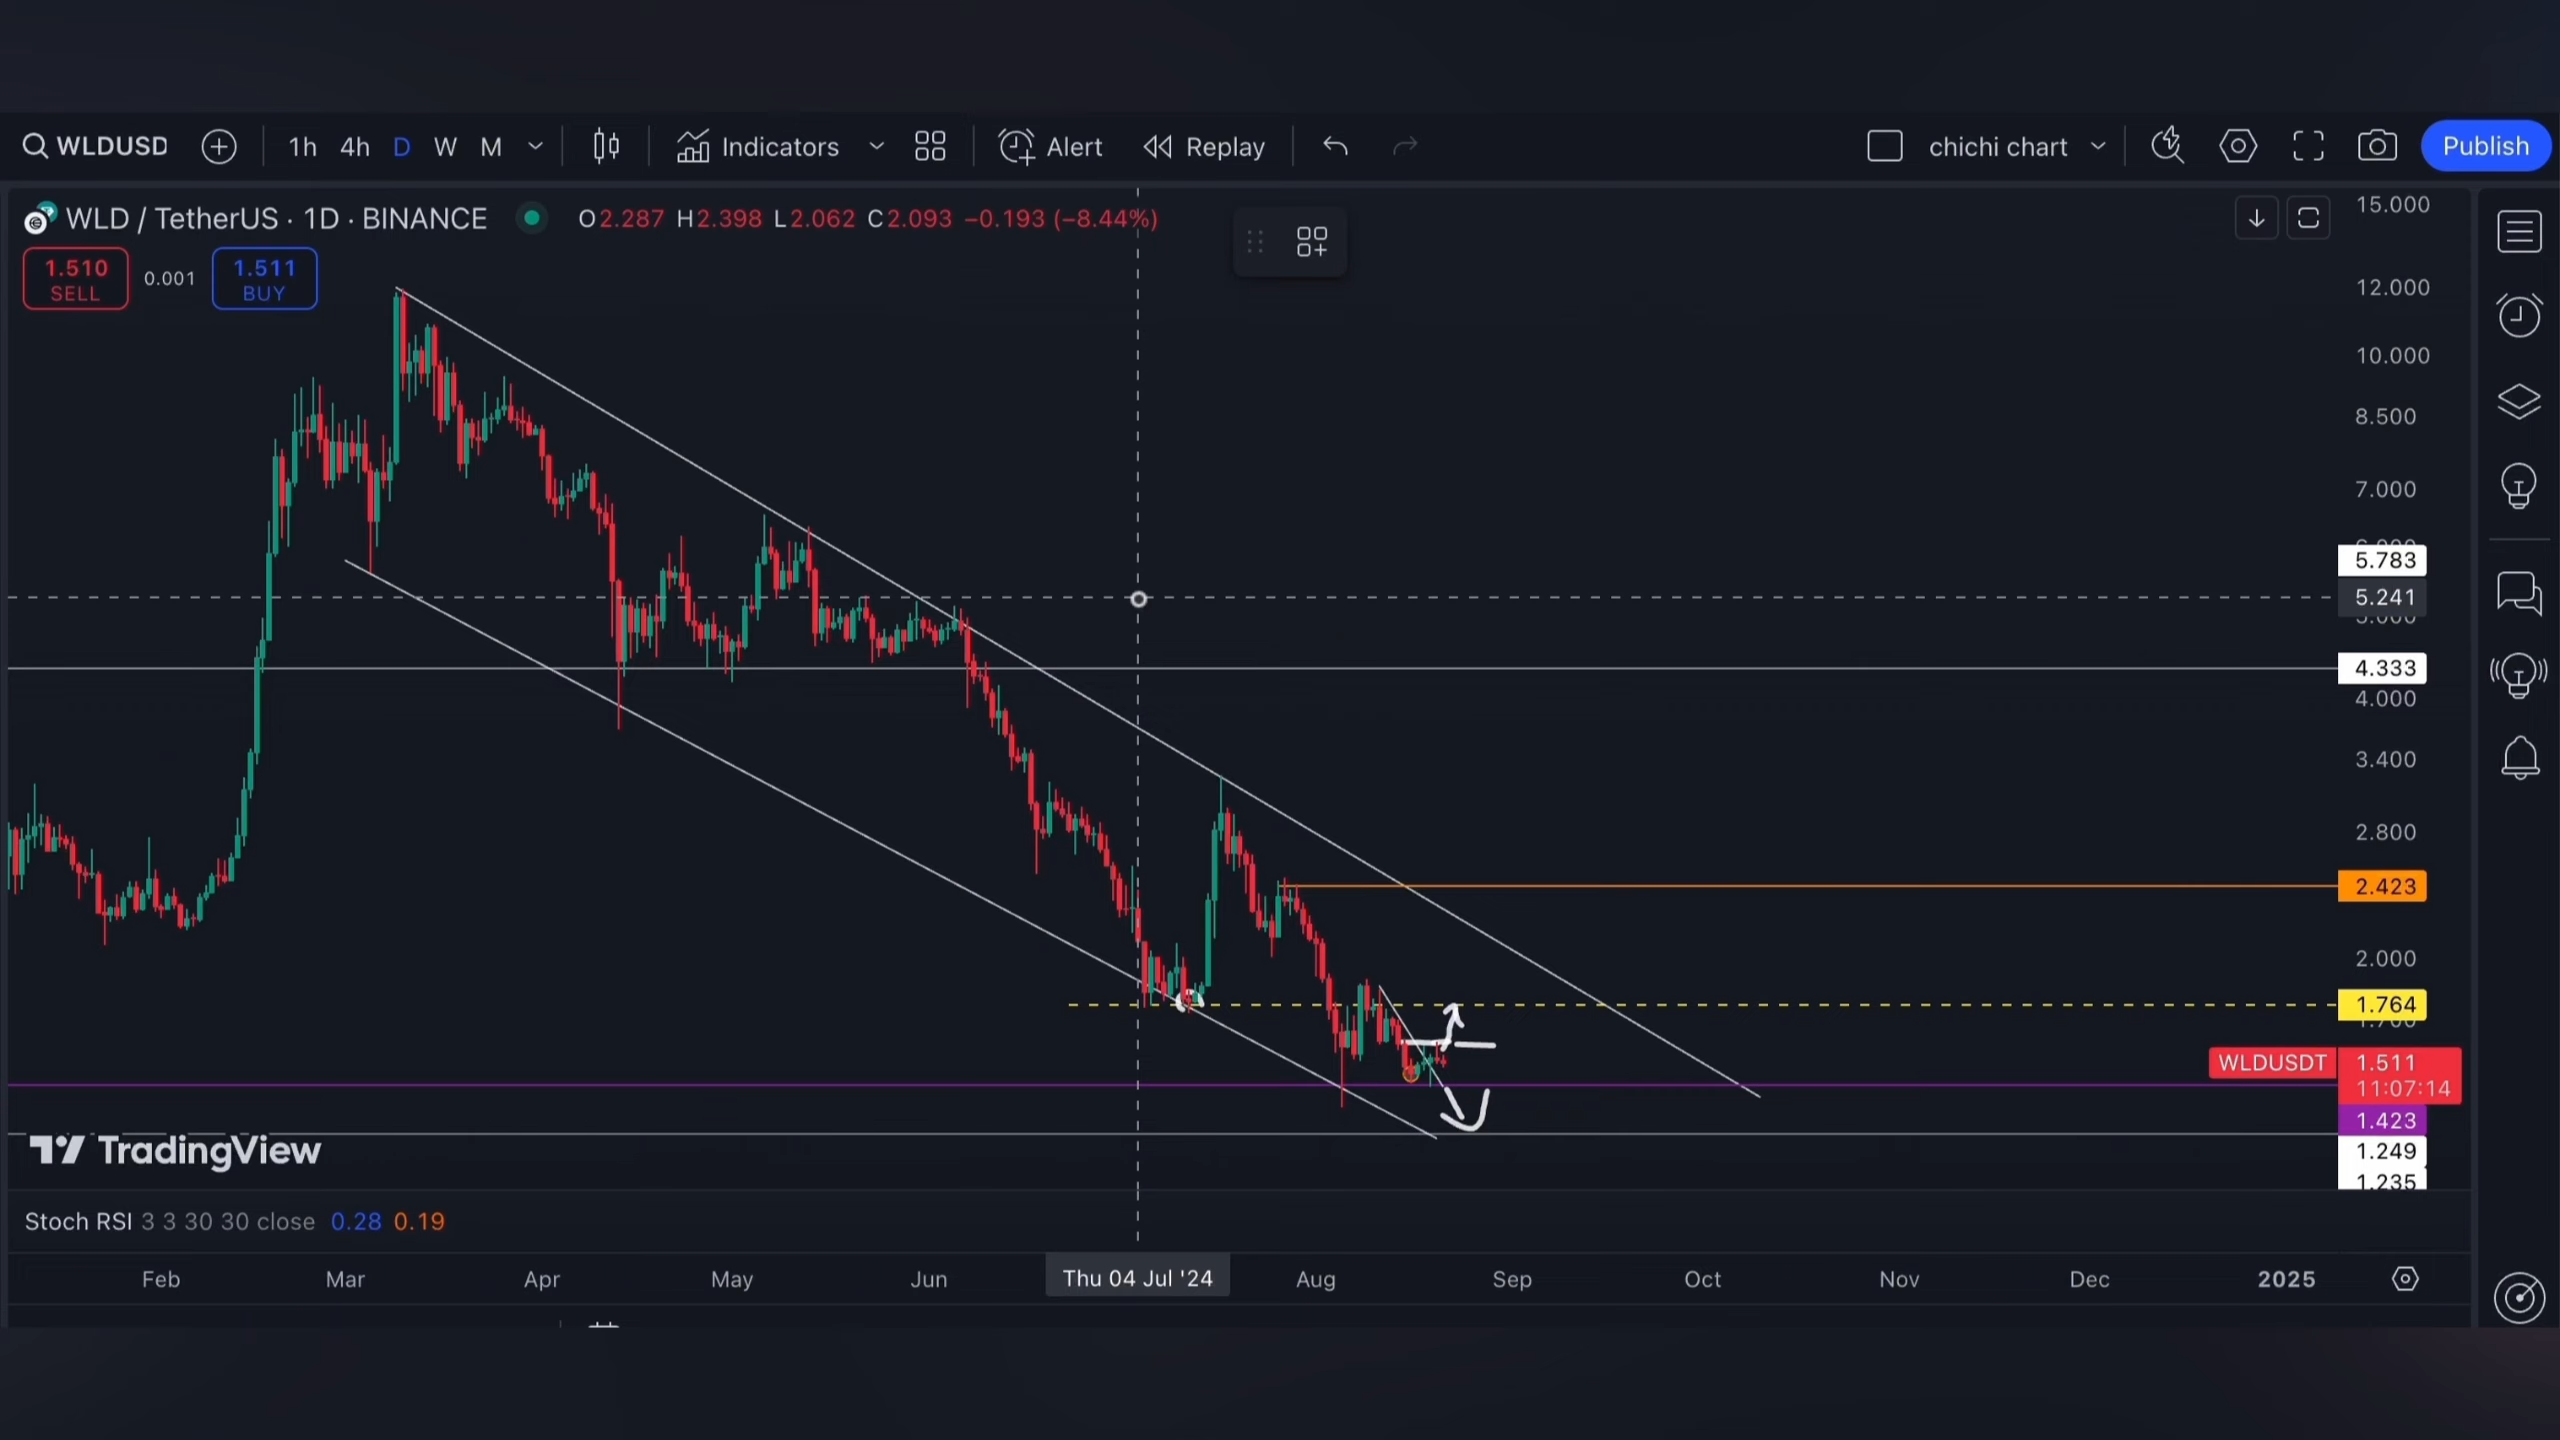 WLDUSD 1h 4h D W M Indicators Alert Replay chichi chart Publish
WLD / TetherUS · 1D · BINANCE O2.287 H2.398 L2.062 C2.093 −0.193 (−8.44%)
1.510 SELL 0.001 1.511 BUY
15.000
12.000
10.000
8.500
7.000
5.783
5.241
4.333
4.000
3.400
2.800
2.423
2.000
1.764
WLDUSDT 1.511
11:07:14
1.423
1.249
1.235
TradingView
Stoch RSI 3 3 30 30 close 0.28 0.19
Feb Mar Apr May Jun Thu 04 Jul '24 Aug Sep Oct Nov Dec 2025